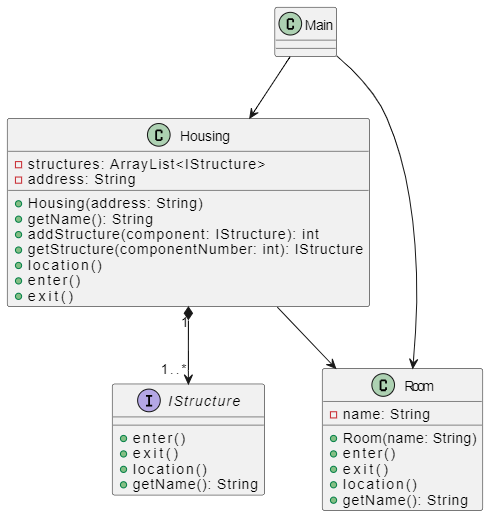 C Main
C Housing
structures: ArrayList<IStructure>
address: String
Housing(address: String)
getName(): String
addStructure(component: IStructure): int
getStructure(componentNumber: int): IStructure
location()
enter()
exit()
1
1..*
I IStructure
enter()
exit()
location()
getName(): String
C Room
name: String
Room(name: String)
enter()
exit()
location()
getName(): String